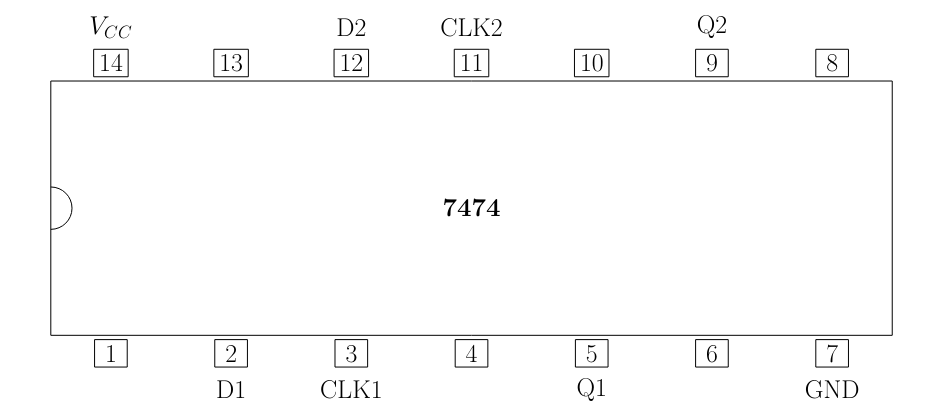 V_CC D2 CLK2 Q2
14 13 12 11 10 9 8
7474
1 2 3 4 5 6 7
D1 CLK1 Q1 GND